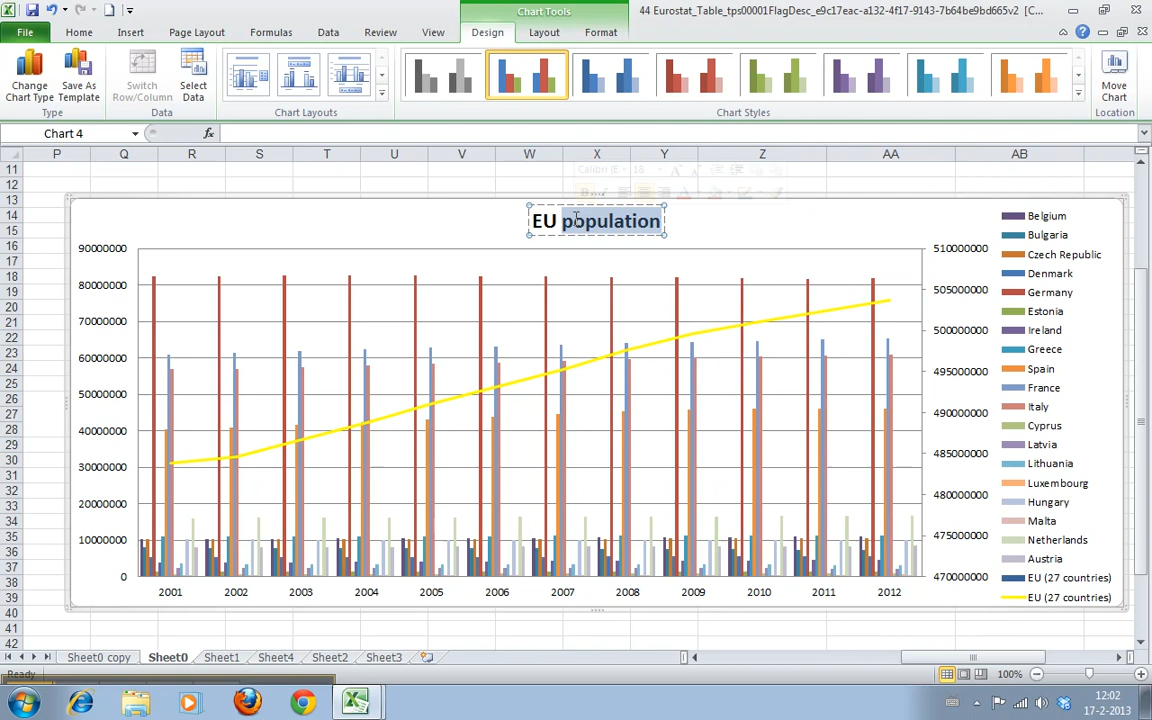 Chart Tools
44 Eurostat_Table_tps00001FlagDesc_e9c17eac-a132-4f17-9143-7b64be9bd665v2 [C...
File Home Insert Page Layout Formulas Data Review View Design Layout Format
Change Chart Type
Save As Template
Switch Row/Column
Select Data
Move Chart
Type Data Chart Layouts Chart Styles Location
Chart 4
fx
P Q R S T U V W X Y Z AA AB
11
12
13
14
15
16
17
18
19
20
21
22
23
24
25
26
27
28
29
30
31
32
33
34
35
36
37
38
39
40
41
42
Calibri (E 18
EU population
90000000
80000000
70000000
60000000
50000000
40000000
30000000
20000000
10000000
0
510000000
505000000
500000000
495000000
490000000
485000000
480000000
475000000
470000000
2001 2002 2003 2004 2005 2006 2007 2008 2009 2010 2011 2012
Belgium
Bulgaria
Czech Republic
Denmark
Germany
Estonia
Ireland
Greece
Spain
France
Italy
Cyprus
Latvia
Lithuania
Luxembourg
Hungary
Malta
Netherlands
Austria
EU (27 countries)
EU (27 countries)
Sheet0 copy Sheet0 Sheet1 Sheet4 Sheet2 Sheet3
Ready
100%
12:02
17-2-2013